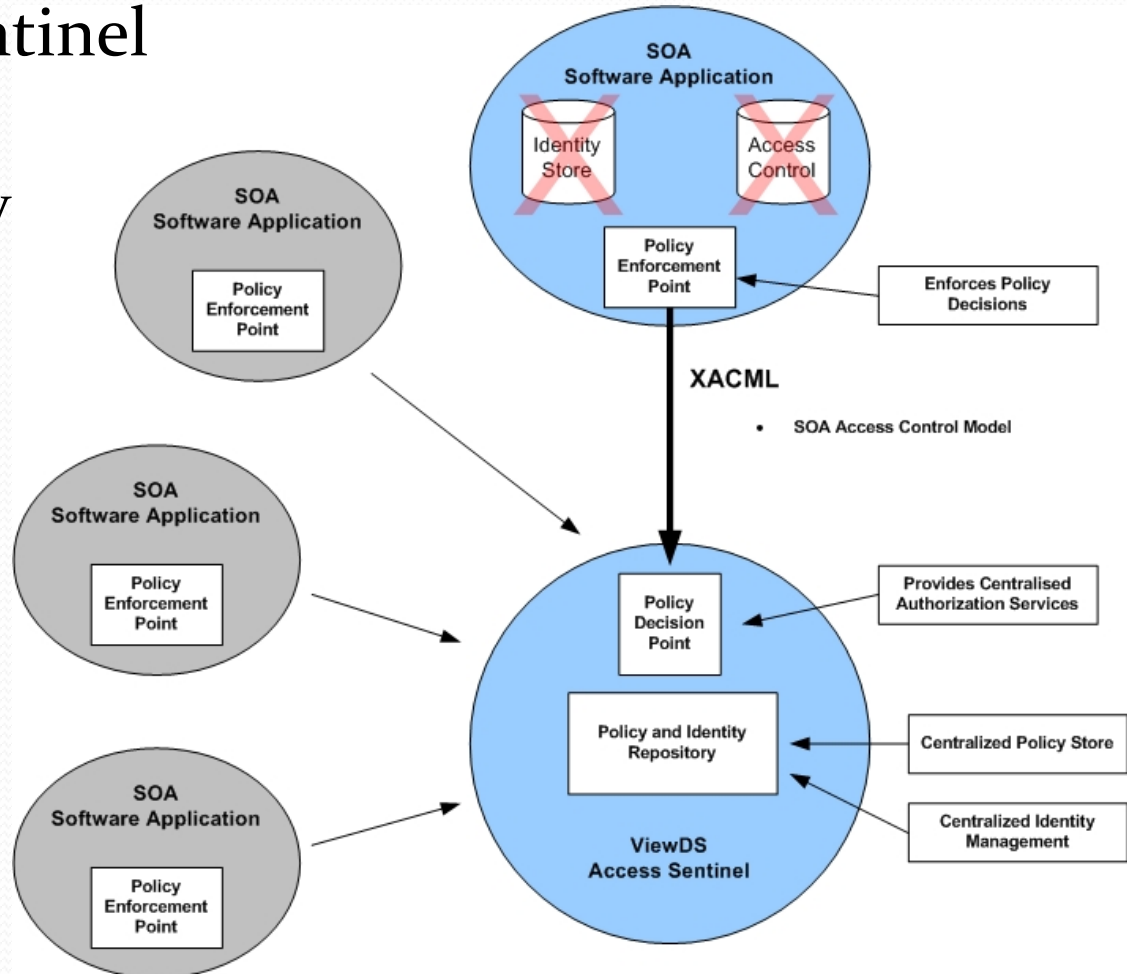 ntinel
y
SOA
Software Application
Identity
Store
Access
Control
Policy
Enforcement
Point
Enforces Policy
Decisions
SOA
Software Application
Policy
Enforcement
Point
XACML
• SOA Access Control Model
SOA
Software Application
Policy
Enforcement
Point
Policy
Decision
Point
Provides Centralised
Authorization Services
Policy and Identity
Repository
Centralized Policy Store
Centralized Identity
Management
ViewDS
Access Sentinel
SOA
Software Application
Policy
Enforcement
Point